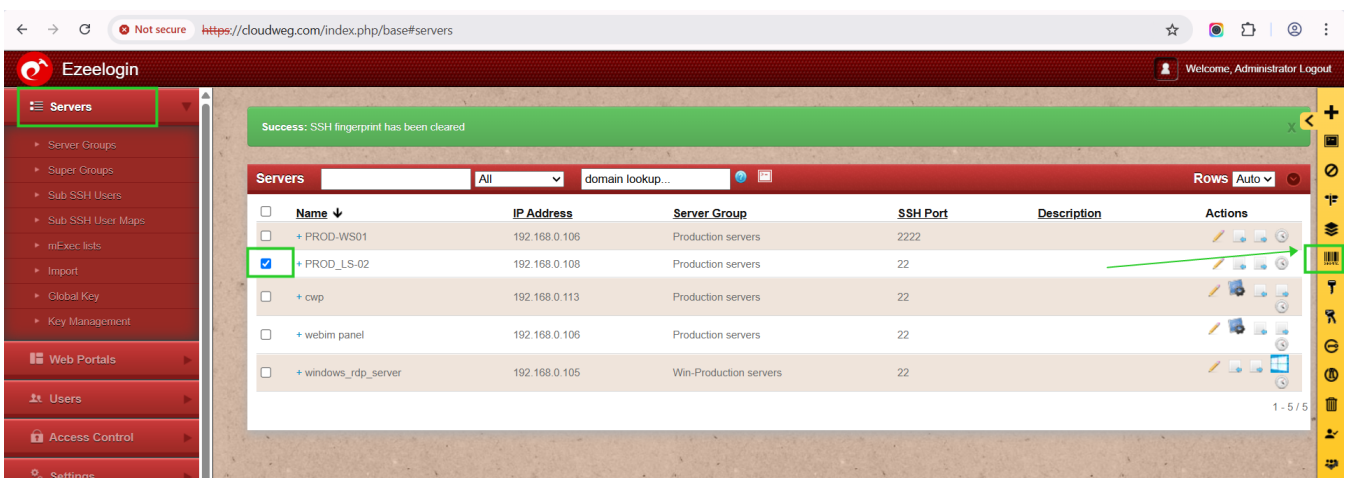 Not secure https://cloudweg.com/index.php/base#servers
Ezeelogin
Welcome, Administrator Logout
Servers
Server Groups
Super Groups
Sub SSH Users
Sub SSH User Maps
mExec lists
Import
Global Key
Key Management
Web Portals
Users
Access Control
Settings
Success: SSH fingerprint has been cleared X
Servers All domain lookup... Rows Auto
Name IP Address Server Group SSH Port Description Actions
+ PROD-WS01 192.168.0.106 Production servers 2222
+ PROD_LS-02 192.168.0.108 Production servers 22
+ cwp 192.168.0.113 Production servers 22
+ webim panel 192.168.0.106 Production servers 22
+ windows_rdp_server 192.168.0.105 Win-Production servers 22
1 - 5 / 5